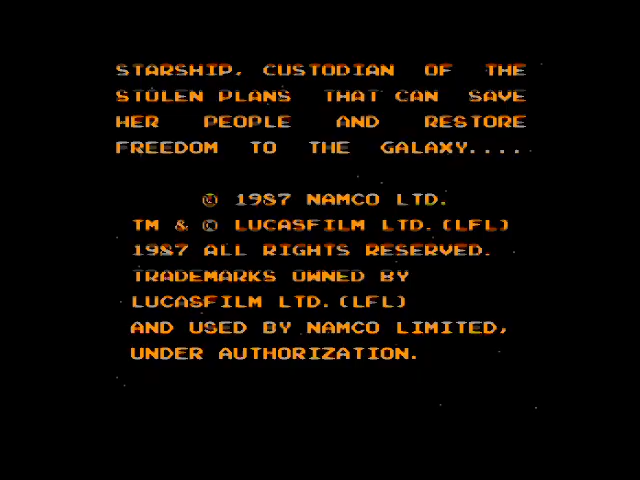 STARSHIP, CUSTODIAN OF THE
STOLEN PLANS THAT CAN SAVE
HER PEOPLE AND RESTORE
FREEDOM TO THE GALAXY....
© 1987 NAMCO LTD.
TM & © LUCASFILM LTD.(LFL)
1987 ALL RIGHTS RESERVED.
TRADEMARKS OWNED BY
LUCASFILM LTD.(LFL)
AND USED BY NAMCO LIMITED,
UNDER AUTHORIZATION.